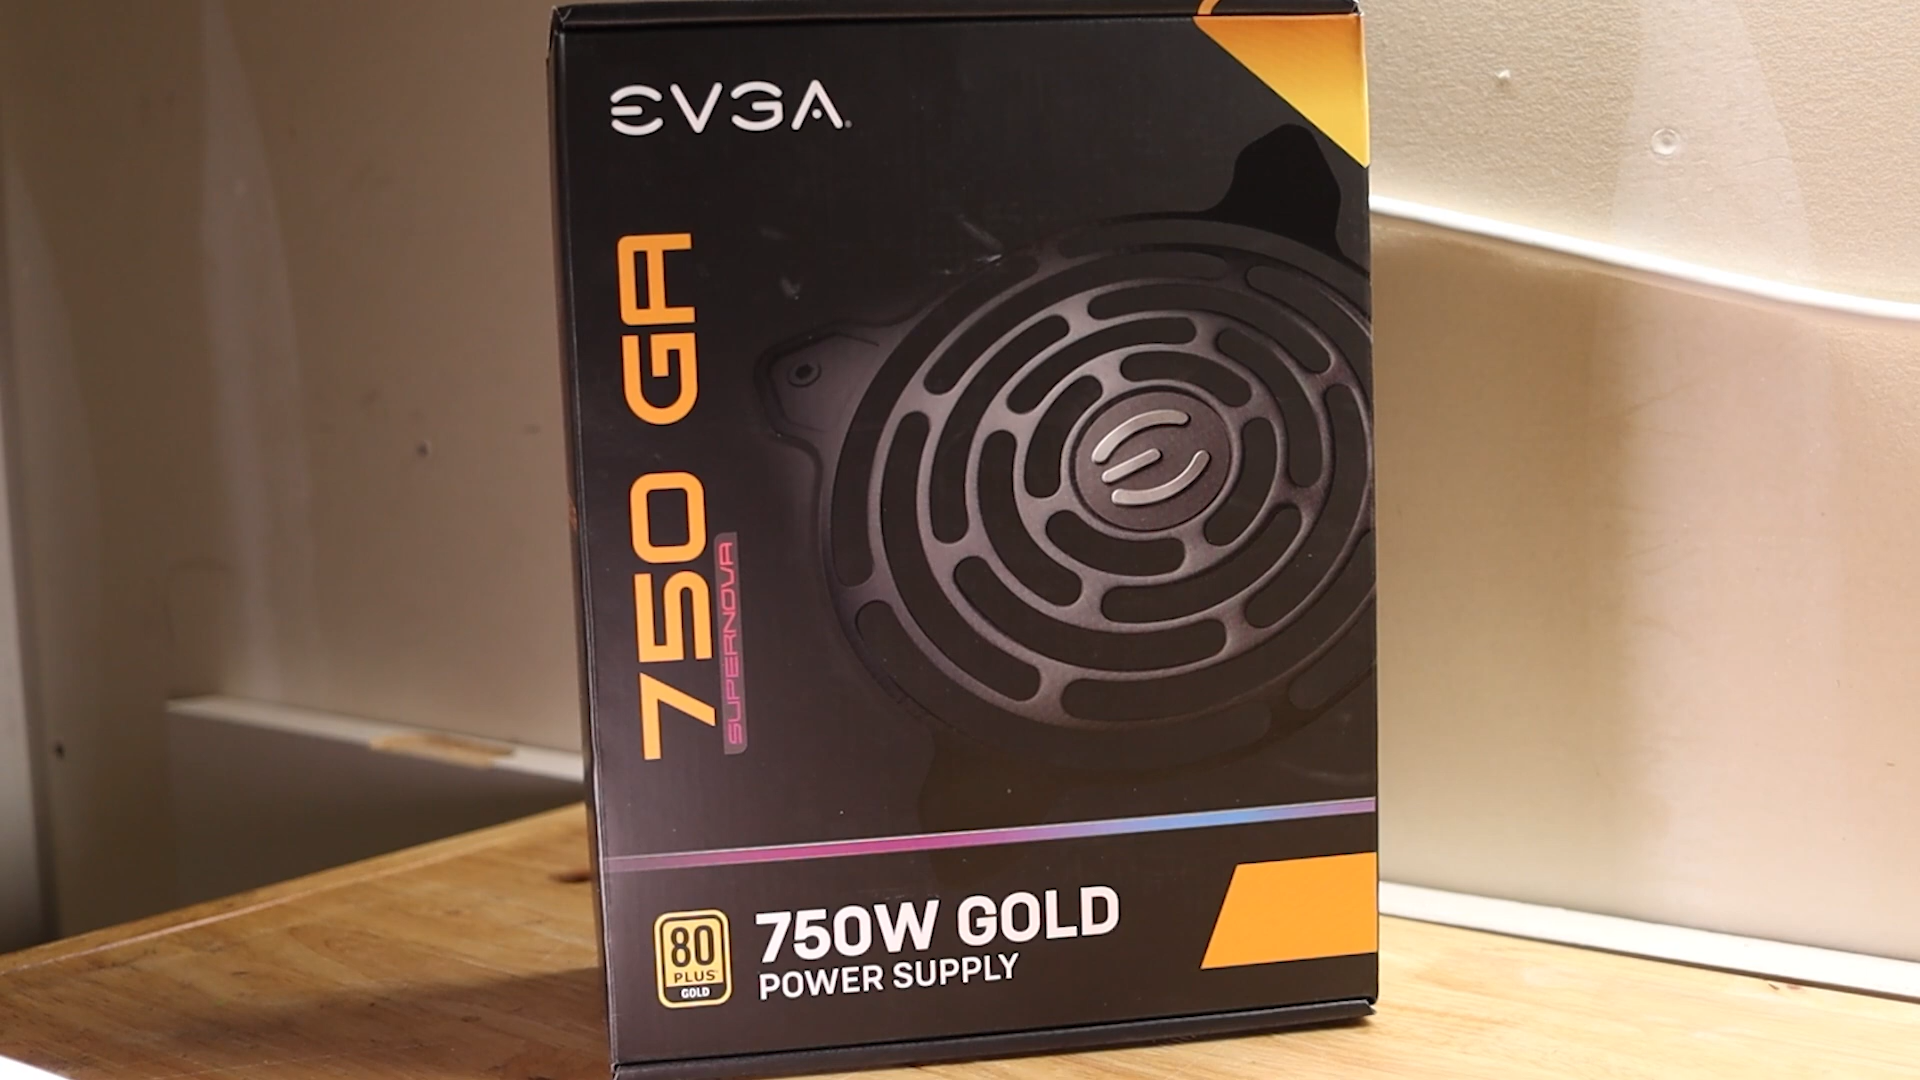 EVGA
750 GA
SUPERNOVA
80
PLUS
GOLD
750W GOLD
POWER SUPPLY